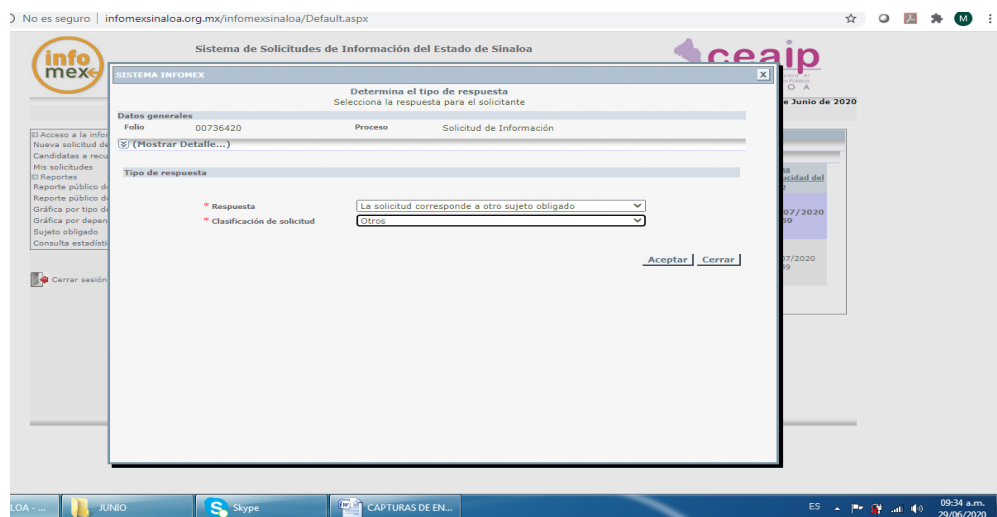 No es seguro | infomexsinaloa.org.mx/infomexsinaloa/Default.aspx
M
info
mex
Sistema de Solicitudes de Información del Estado de Sinaloa
ceaip
e Junio de 2020
SISTEMA INFOMEX
x
Determina el tipo de respuesta
Selecciona la respuesta para el solicitante
Datos generales
Folio 00736420 Proceso Solicitud de Información
(Mostrar Detalle...)
Tipo de respuesta
* Respuesta La solicitud corresponde a otro sujeto obligado
* Clasificación de solicitud Otros
Aceptar Cerrar
Acceso a la infor
Nueva solicitud de
Candidatas a recu
Mis solicitudes
Reportes
Reporte público d
Reporte público d
Gráfica por tipo d
Gráfica por depen
Sujeto obligado
Consulta estadísti
Cerrar sesión
ucidad del
07/2020
07/2020
LOA - ...
JUNIO
Skype
CAPTURAS DE EN...
ES
09:34 a.m.
29/06/2020